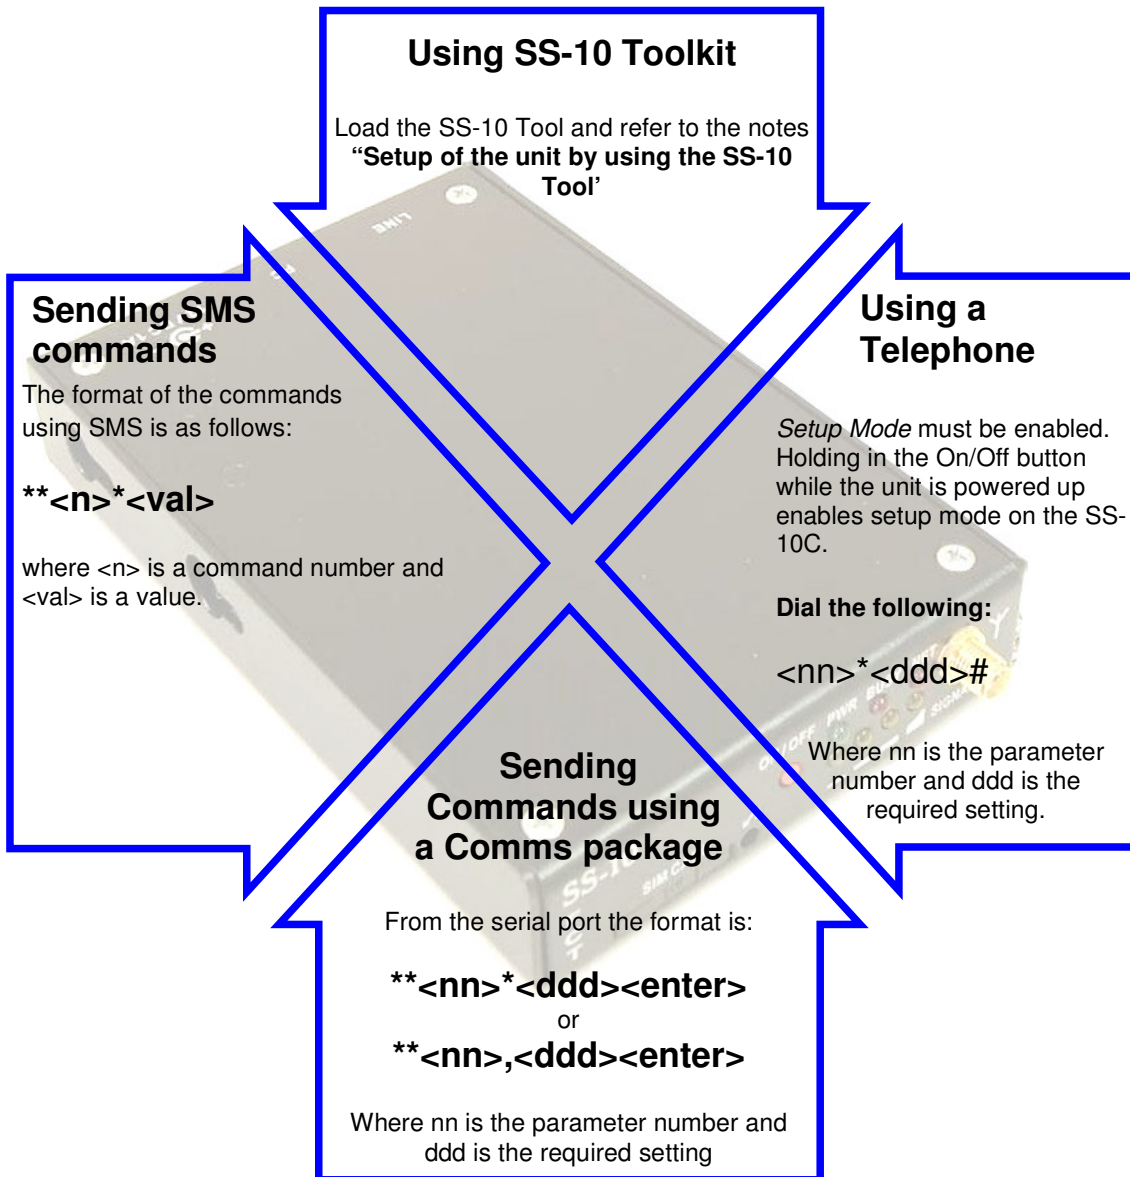 Using SS-10 Toolkit
Load the SS-10 Tool and refer to the notes
“Setup of the unit by using the SS-10
Tool’
Sending SMS
commands
The format of the commands
using SMS is as follows:
**<n>*<val>
where <n> is a command number and
<val> is a value.
Using a
Telephone
Setup Mode must be enabled.
Holding in the On/Off button
while the unit is powered up
enables setup mode on the SS-
10C.
Dial the following:
<nn>*<ddd>#
Where nn is the parameter
number and ddd is the
required setting.
Sending
Commands using
a Comms package
From the serial port the format is:
**<nn>*<ddd><enter>
or
**<nn>,<ddd><enter>
Where nn is the parameter number and
ddd is the required setting
LINE
ON/OFF
PWR